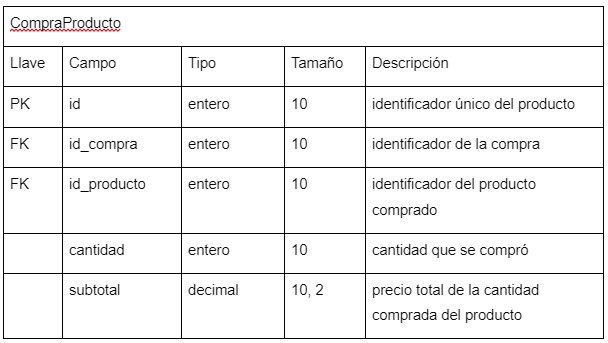 CompraProducto
Llave Campo Tipo Tamaño Descripción
PK id entero 10 identificador único del producto
FK id_compra entero 10 identificador de la compra
FK id_producto entero 10 identificador del producto
comprado
cantidad entero 10 cantidad que se compró
subtotal decimal 10, 2 precio total de la cantidad
comprada del producto